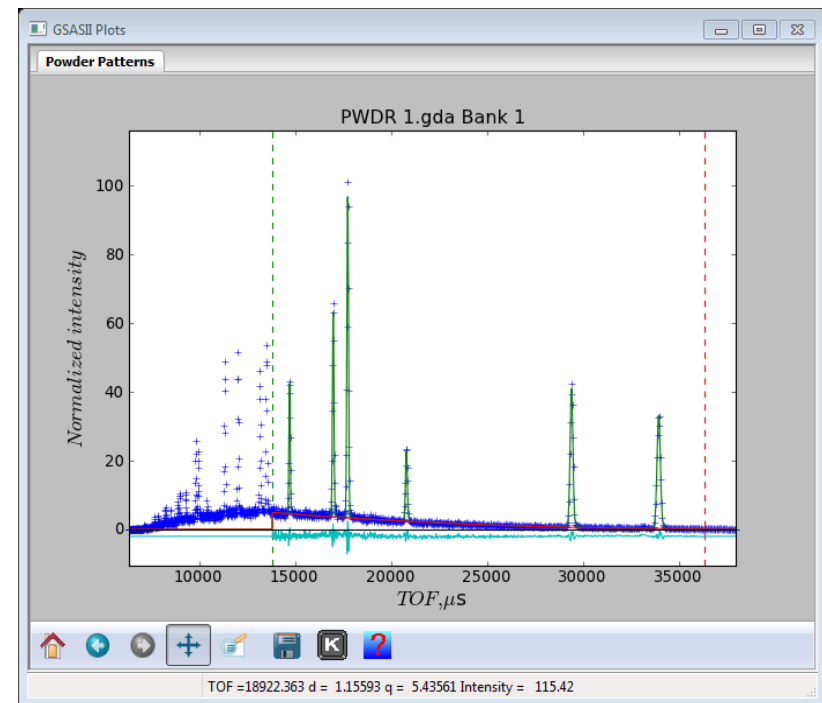 GSASII Plots
Powder Patterns
PWDR 1.gda Bank 1
Normalized intensity
100
80
60
40
20
0
10000 15000 20000 25000 30000 35000
TOF,μs
K ?
TOF =18922.363 d = 1.15593 q = 5.43561 Intensity = 115.42